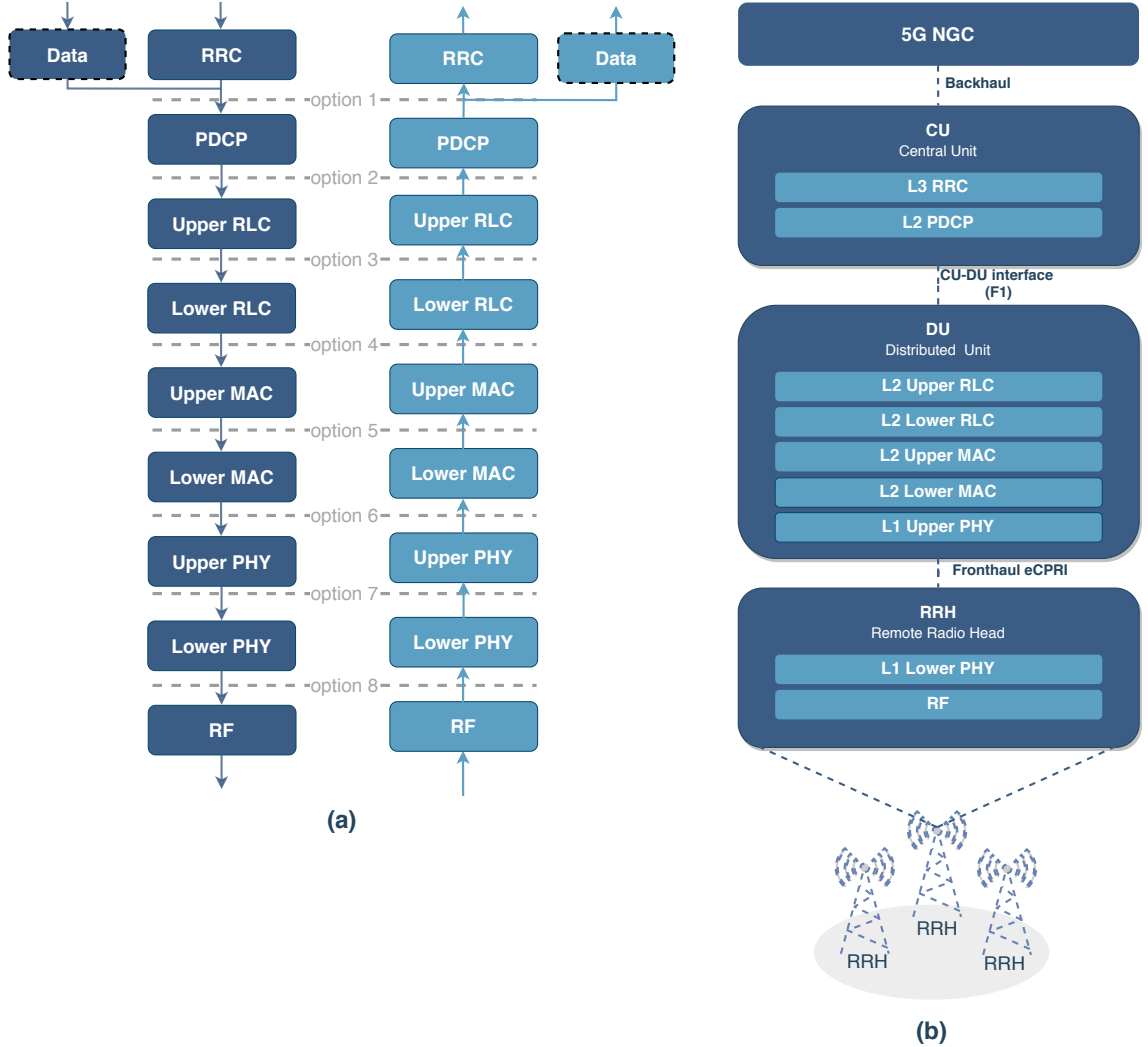 Data
RRC
RRC
Data
option 1
PDCP
PDCP
option 2
Upper RLC
Upper RLC
option 3
Lower RLC
Lower RLC
option 4
Upper MAC
Upper MAC
option 5
Lower MAC
Lower MAC
option 6
Upper PHY
Upper PHY
option 7
Lower PHY
Lower PHY
option 8
RF
RF
(a)
5G NGC
Backhaul
CU
Central Unit
L3 RRC
L2 PDCP
CU-DU interface
(F1)
DU
Distributed Unit
L2 Upper RLC
L2 Lower RLC
L2 Upper MAC
L2 Lower MAC
L1 Upper PHY
Fronthaul eCPRI
RRH
Remote Radio Head
L1 Lower PHY
RF
RRH
RRH
RRH
(b)